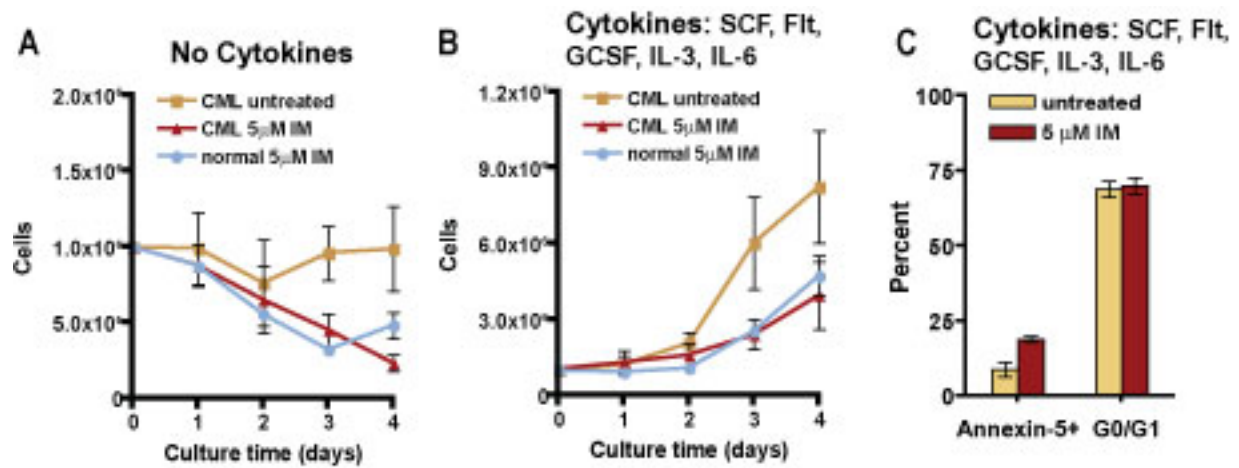 A
No Cytokines
CML untreated
CML 5μM IM
normal 5μM IM
Cells
0
0 1 2 3 4
Culture time (days)
B
Cytokines: SCF, Flt,
GCSF, IL-3, IL-6
CML untreated
CML 5μM IM
normal 5μM IM
Cells
0
0 1 2 3 4
Culture time (days)
C
Cytokines: SCF, Flt,
GCSF, IL-3, IL-6
untreated
5 μM IM
Percent
100
75
50
25
0
Annexin-5+ G0/G1